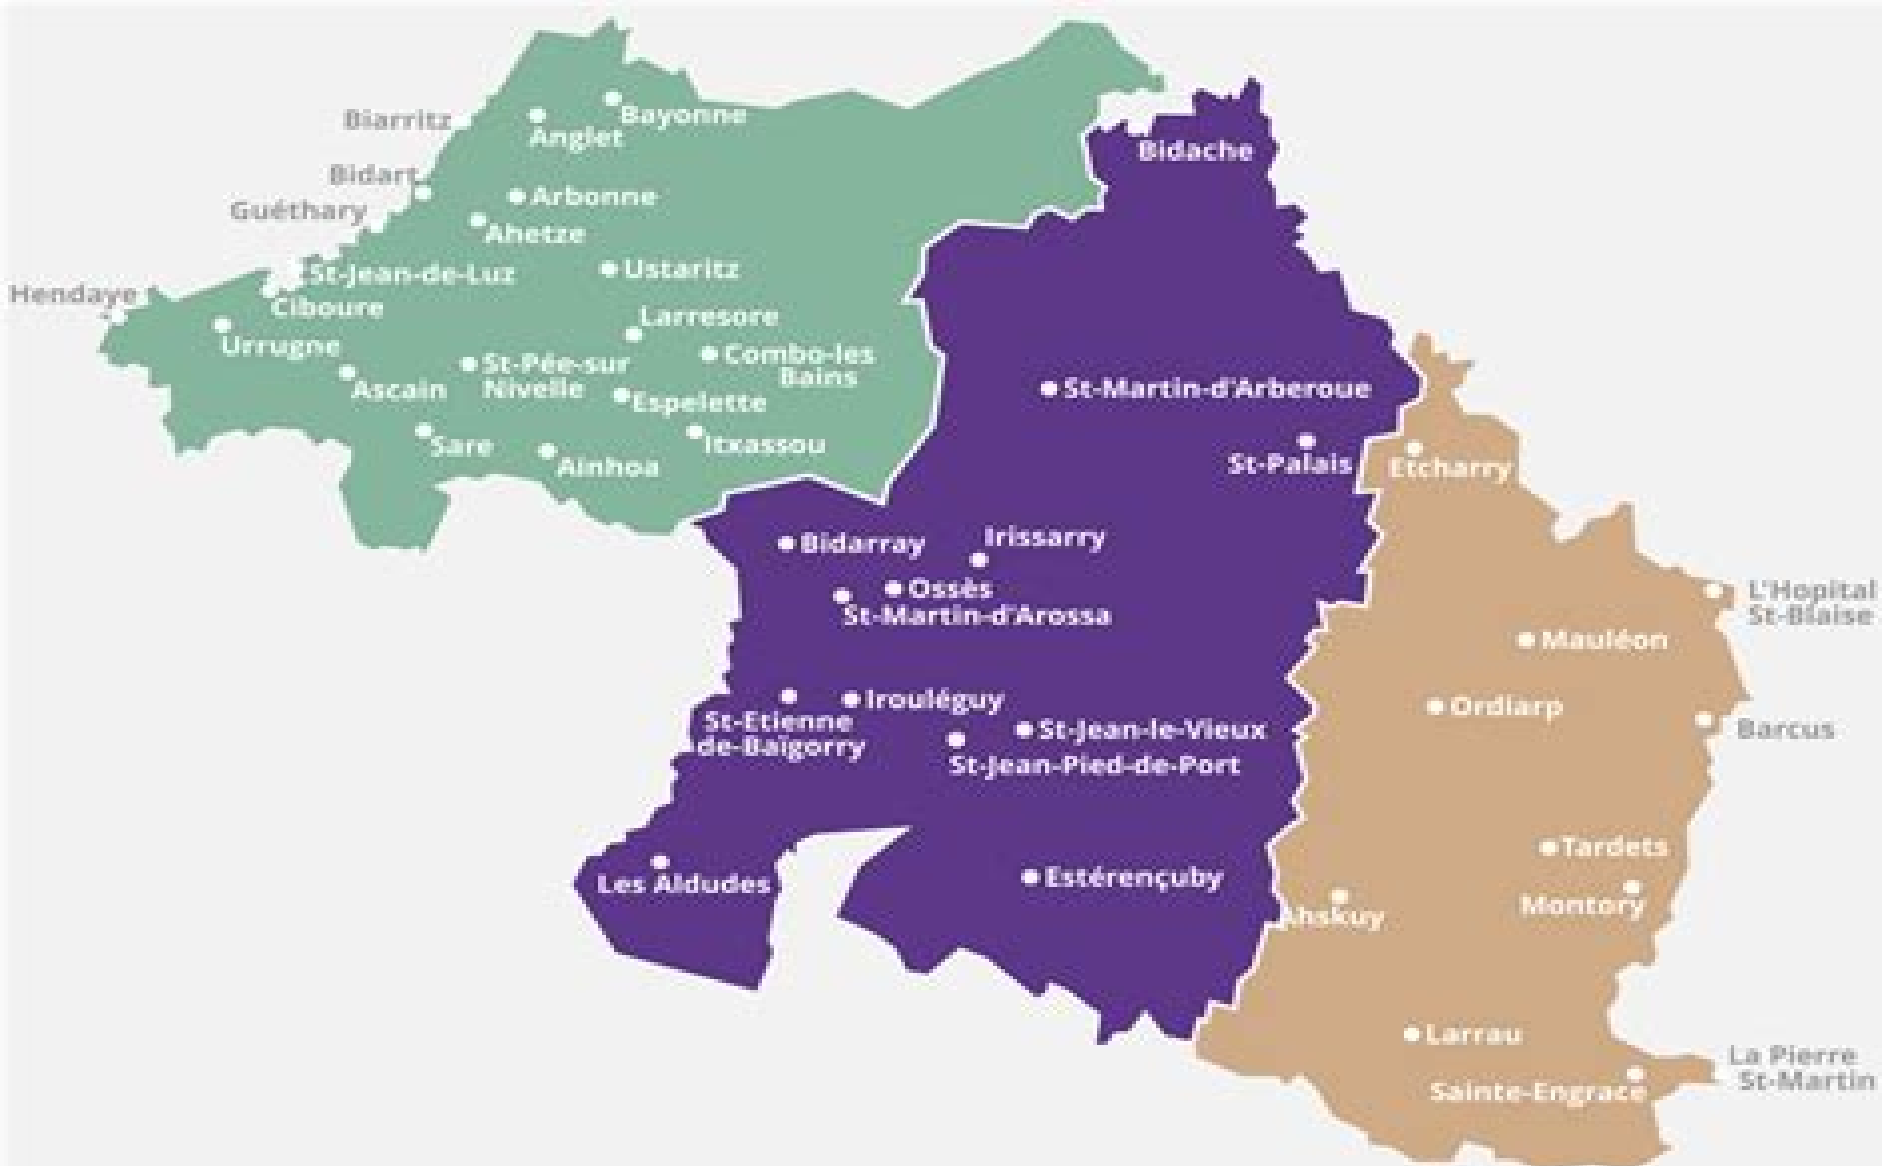 Biarritz
Bayonne
Anglet
Bidache
Bidart
Arbonne
Guéthary
Ahetze
St-Jean-de-Luz
Ustaritz
Hendaye
Ciboure
Larresore
Urrugne
St-Pée-sur
Nivelle
Combo-les
Bains
Ascain
Espelette
St-Martin-d'Arberoue
Sare
Itxassou
Ainhoa
St-Palais
Etcharry
Bidarray
Irissarry
Ossès
St-Martin-d'Arossa
L'Hopital
St-Blaise
Mauléon
Irouléguy
Ordiarp
St-Etienne
de-Baïgorry
St-Jean-le-Vieux
Barcus
St-Jean-Pied-de-Port
Tardets
Les Aldudes
Estérençuby
Ahskuy
Montory
Larrau
La Pierre
St-Martin
Sainte-Engrace